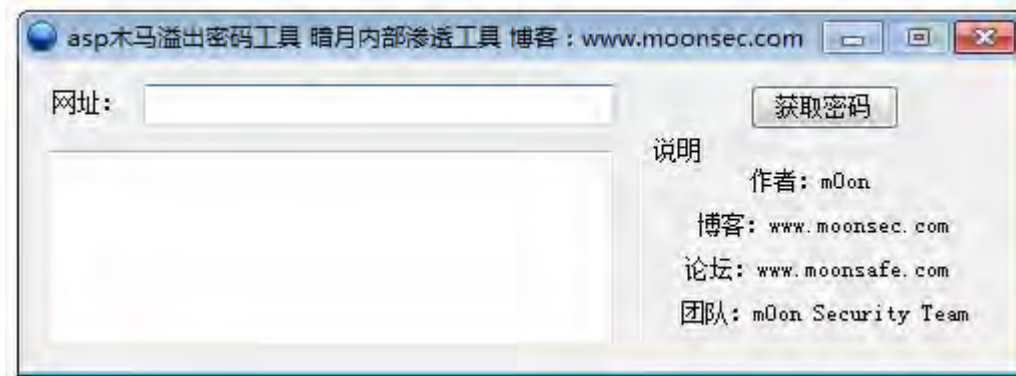 asp木马溢出密码工具 暗月内部渗透工具 博客：www.moonsec.com
网址：
获取密码
说明
作者：m0on
博客：www.moonsec.com
论坛：www.moonsafe.com
团队：m0on Security Team